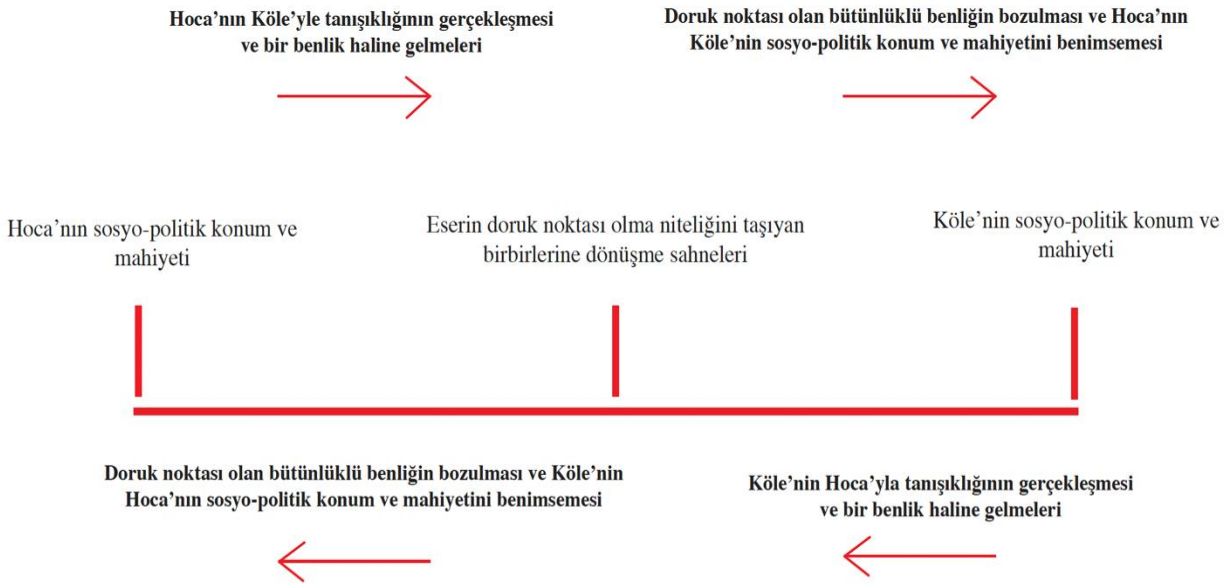 Hoca’nın Köle’yle tanışıklığının gerçekleşmesi
ve bir benlik haline gelmeleri
Doruk noktası olan bütünlüklü benliğin bozulması ve Hoca’nın
Köle’nin sosyo-politik konum ve mahiyetini benimsemesi
Hoca’nın sosyo-politik konum ve
mahiyeti
Eserin doruk noktası olma niteliğini taşıyan
birbirlerine dönüşme sahneleri
Köle’nin sosyo-politik konum ve
mahiyeti
Doruk noktası olan bütünlüklü benliğin bozulması ve Köle’nin
Hoca’nın sosyo-politik konum ve mahiyetini benimsemesi
Köle’nin Hoca’yla tanışıklığının gerçekleşmesi
ve bir benlik haline gelmeleri